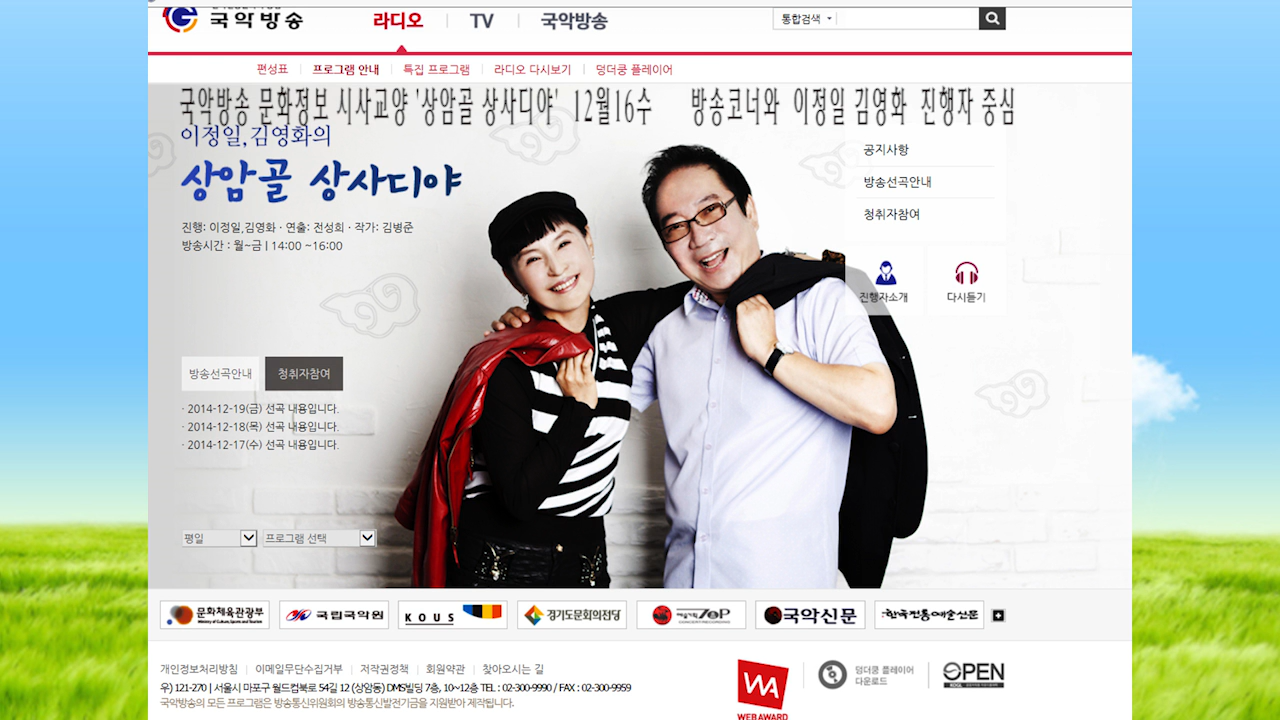 국악방송
라디오
TV
국악방송
통합검색
편성표
프로그램 안내
특집 프로그램
라디오 다시보기
덩더쿵 플레이어
국악방송 문화정보 시사교양 '상암골 상사디야' 12월16수 방송코너와 이정일 김영화 진행자 중심
이정일,김영화의
상암골 상사디야
진행: 이정일,김영화 · 연출: 전성희 · 작가: 김병준
방송시간 : 월~금 | 14:00 ~16:00
공지사항
방송선곡안내
청취자참여
진행자소개
다시듣기
방송선곡안내
청취자참여
· 2014-12-19(금) 선곡 내용입니다.
· 2014-12-18(목) 선곡 내용입니다.
· 2014-12-17(수) 선곡 내용입니다.
평일
프로그램 선택
문화체육관광부
Ministry of Culture, Sports and Tourism
국립국악원
KOUS
경기도문화의전당
예술기획 TOP
국악신문
한국전통예술신문
개인정보처리방침 | 이메일무단수집거부 | 저작권정책 | 회원약관 | 찾아오시는 길
우) 121-270 | 서울시 마포구 월드컵북로 54길 12 (상암동) DMS빌딩 7층, 10~12층 TEL : 02-300-9990 / FAX : 02-300-9959
국악방송의 모든 프로그램은 방송통신위원회의 방송통신발전기금을 지원받아 제작됩니다.
WA
WEB AWARD
덩더쿵 플레이어
다운로드
OPEN
KOGL